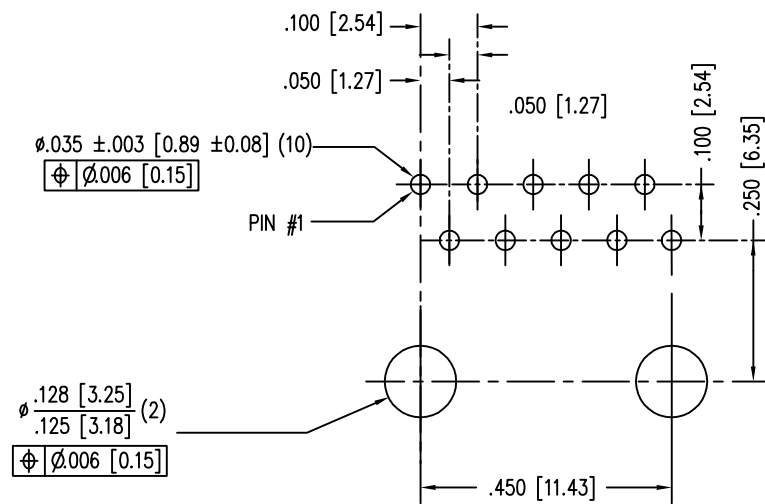 .100 [2.54]
.050 [1.27]
.050 [1.27]
.100 [2.54]
.250 [6.35]
ø.035 ±.003 [0.89 ±0.08] (10)
⌖ Ø.006 [0.15]
PIN #1
ø .128 [3.25]
.125 [3.18] (2)
⌖ Ø.006 [0.15]
.450 [11.43]